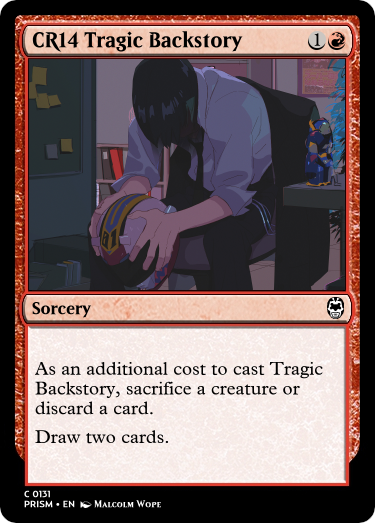 CR14 Tragic Backstory 1
Sorcery
As an additional cost to cast Tragic
Backstory, sacrifice a creature or
discard a card.
Draw two cards.
C 0131
PRISM • EN Malcolm Wope